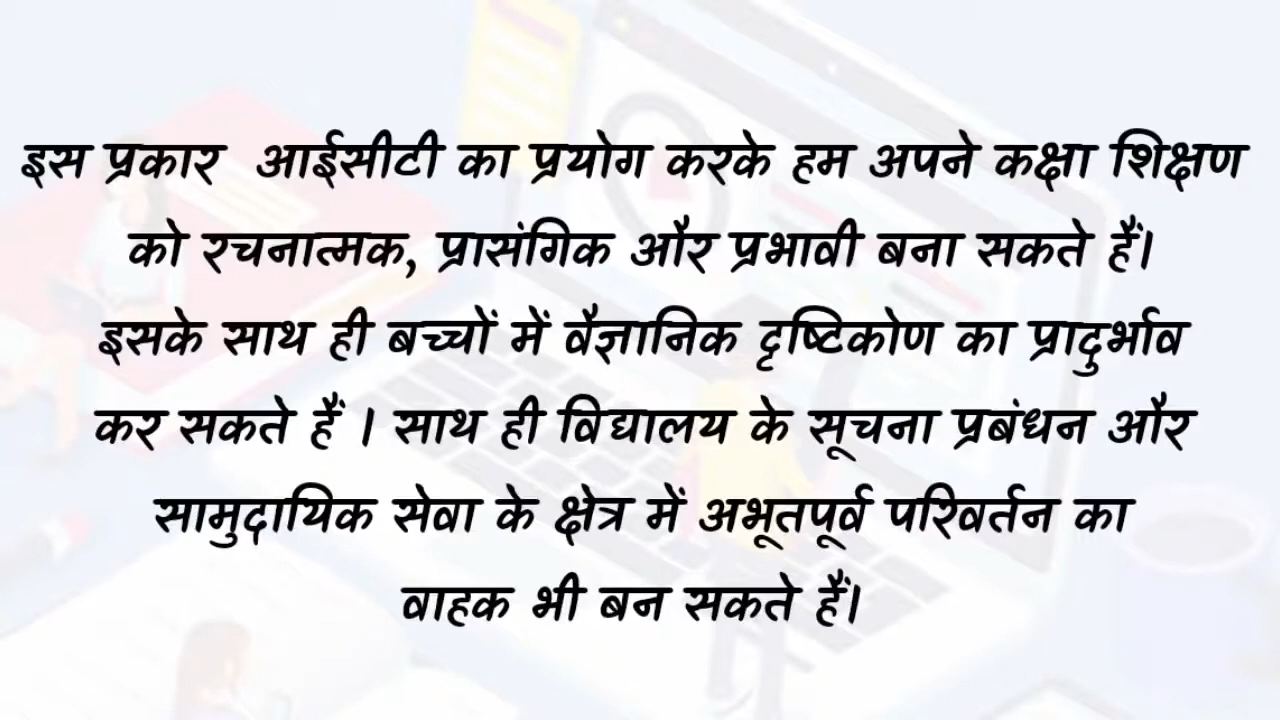 इस प्रकार आईसीटी का प्रयोग करके हम अपने कक्षा शिक्षण
को रचनात्मक, प्रासंगिक और प्रभावी बना सकते हैं।
इसके साथ ही बच्चों में वैज्ञानिक दृष्टिकोण का प्रादुर्भाव
कर सकते हैं । साथ ही विद्यालय के सूचना प्रबंधन और
सामुदायिक सेवा के क्षेत्र में अभूतपूर्व परिवर्तन का
वाहक भी बन सकते हैं।